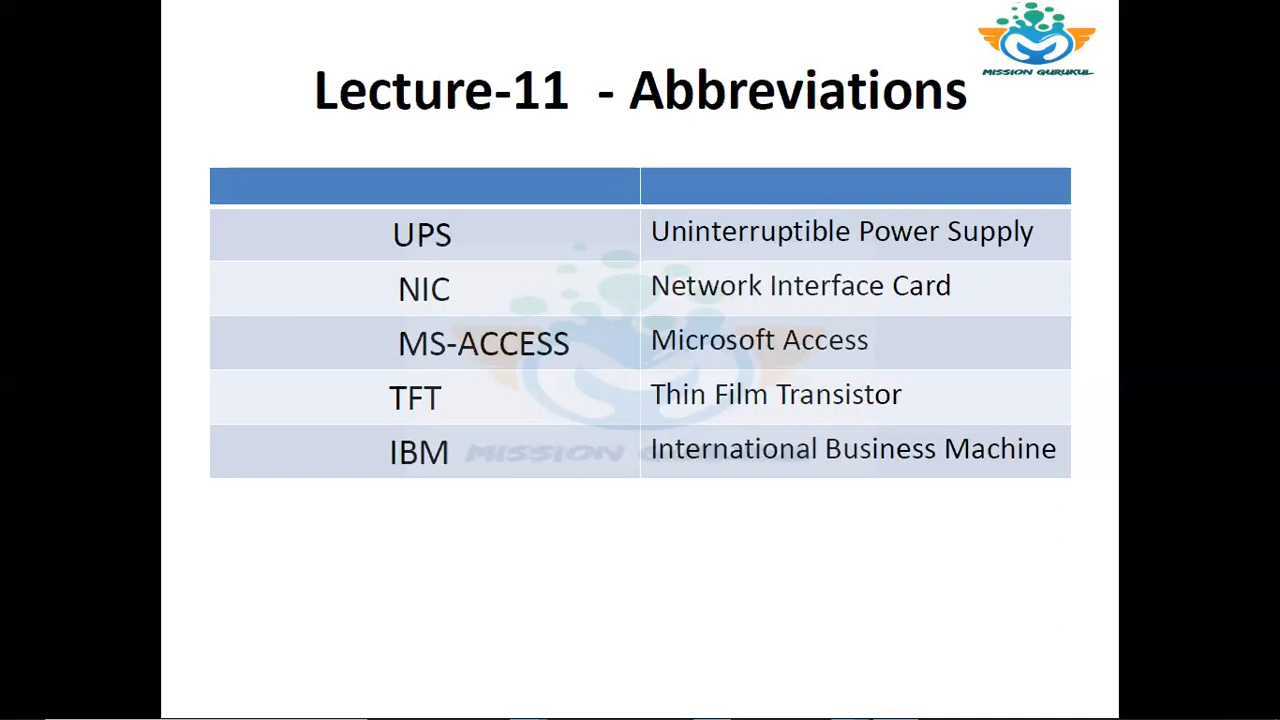 MISSION GURUKUL
Lecture-11 - Abbreviations
UPS Uninterruptible Power Supply
NIC Network Interface Card
MS-ACCESS Microsoft Access
TFT Thin Film Transistor
IBM International Business Machine
MISSION GURUKUL